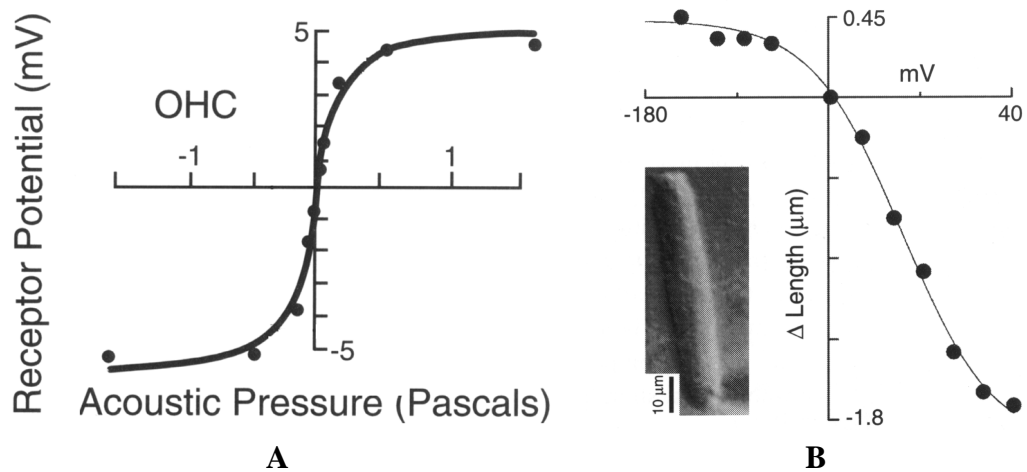 Receptor Potential (mV)
5
OHC
-1
1
-5
Acoustic Pressure (Pascals)
A
0.45
mV
-180
40
Δ Length (μm)
10 μm
-1.8
B